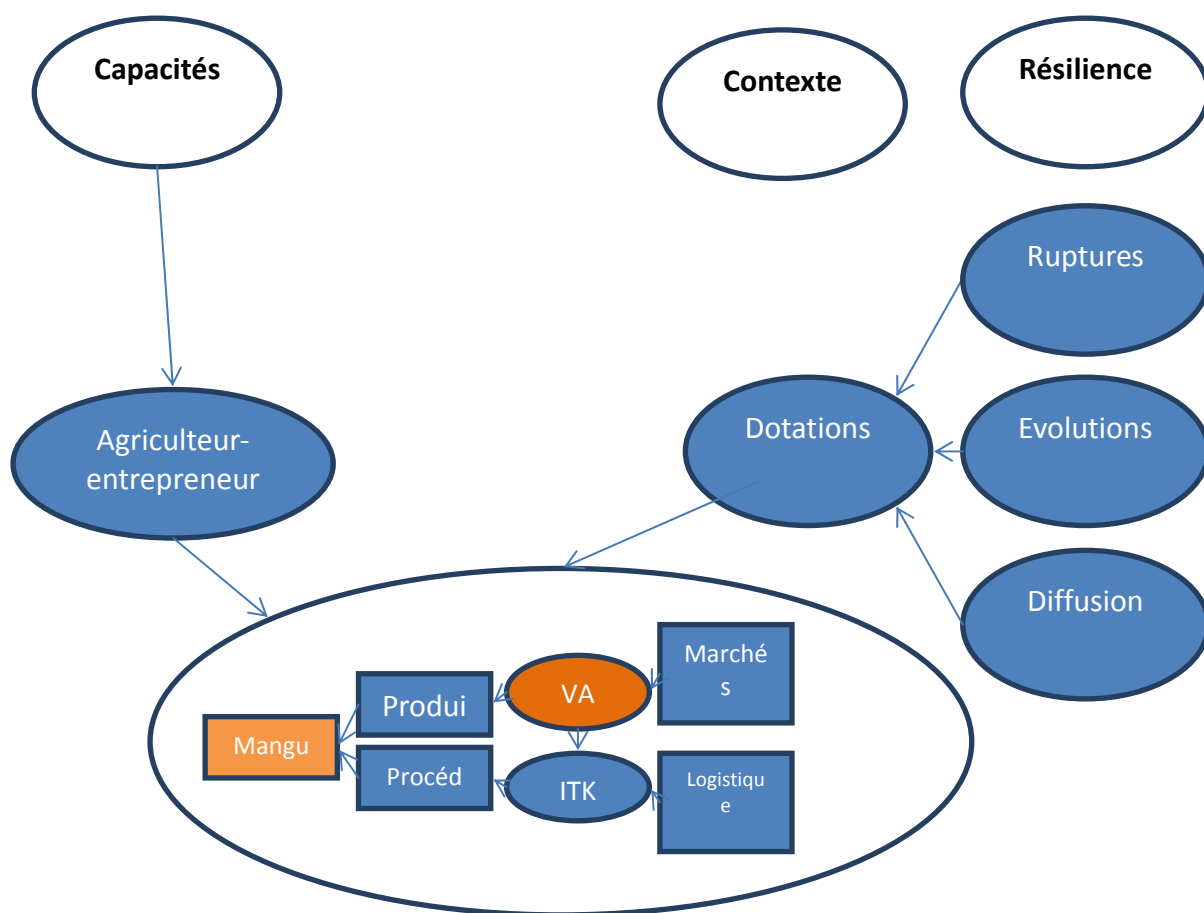 Capacités
Contexte
Résilience
Ruptures
Agriculteur-
entrepreneur
Dotations
Evolutions
Diffusion
Marché
s
VA
Produi
Mangu
Procéd
ITK
Logistiqu
e